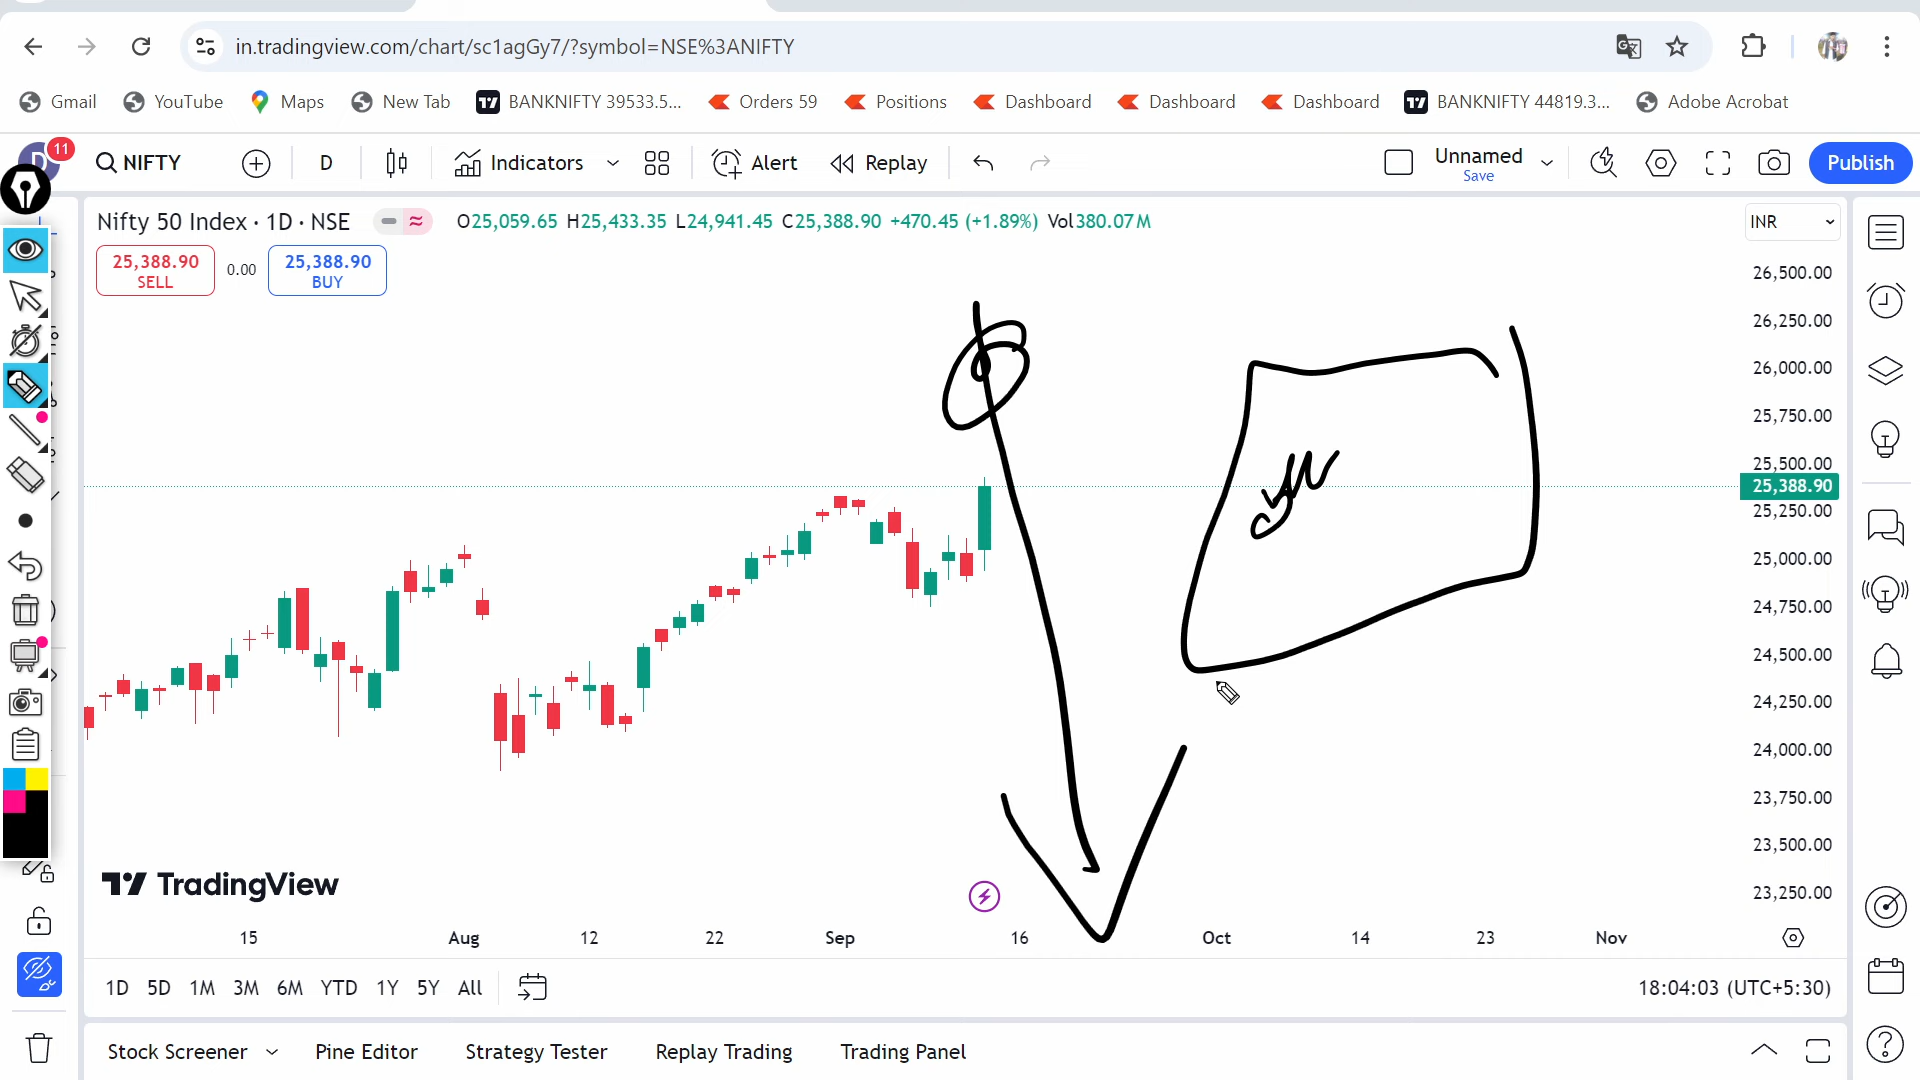 in.tradingview.com/chart/sc1agGy7/?symbol=NSE%3ANIFTY
Gmail YouTube Maps New Tab BANKNIFTY 39533.5... Orders 59 Positions Dashboard Dashboard Dashboard BANKNIFTY 44819.3... Adobe Acrobat
D 11 NIFTY D Indicators Alert Replay Unnamed Save Publish
Nifty 50 Index · 1D · NSE O25,059.65 H25,433.35 L24,941.45 C25,388.90 +470.45 (+1.89%) Vol380.07M INR
25,388.90 SELL 0.00 25,388.90 BUY
26,500.00
26,250.00
26,000.00
25,750.00
25,500.00
25,388.90
25,250.00
25,000.00
24,750.00
24,500.00
24,250.00
24,000.00
23,750.00
23,500.00
23,250.00
TradingView
15 Aug 12 22 Sep 16 Oct 14 23 Nov
1D 5D 1M 3M 6M YTD 1Y 5Y All 18:04:03 (UTC+5:30)
Stock Screener Pine Editor Strategy Tester Replay Trading Trading Panel